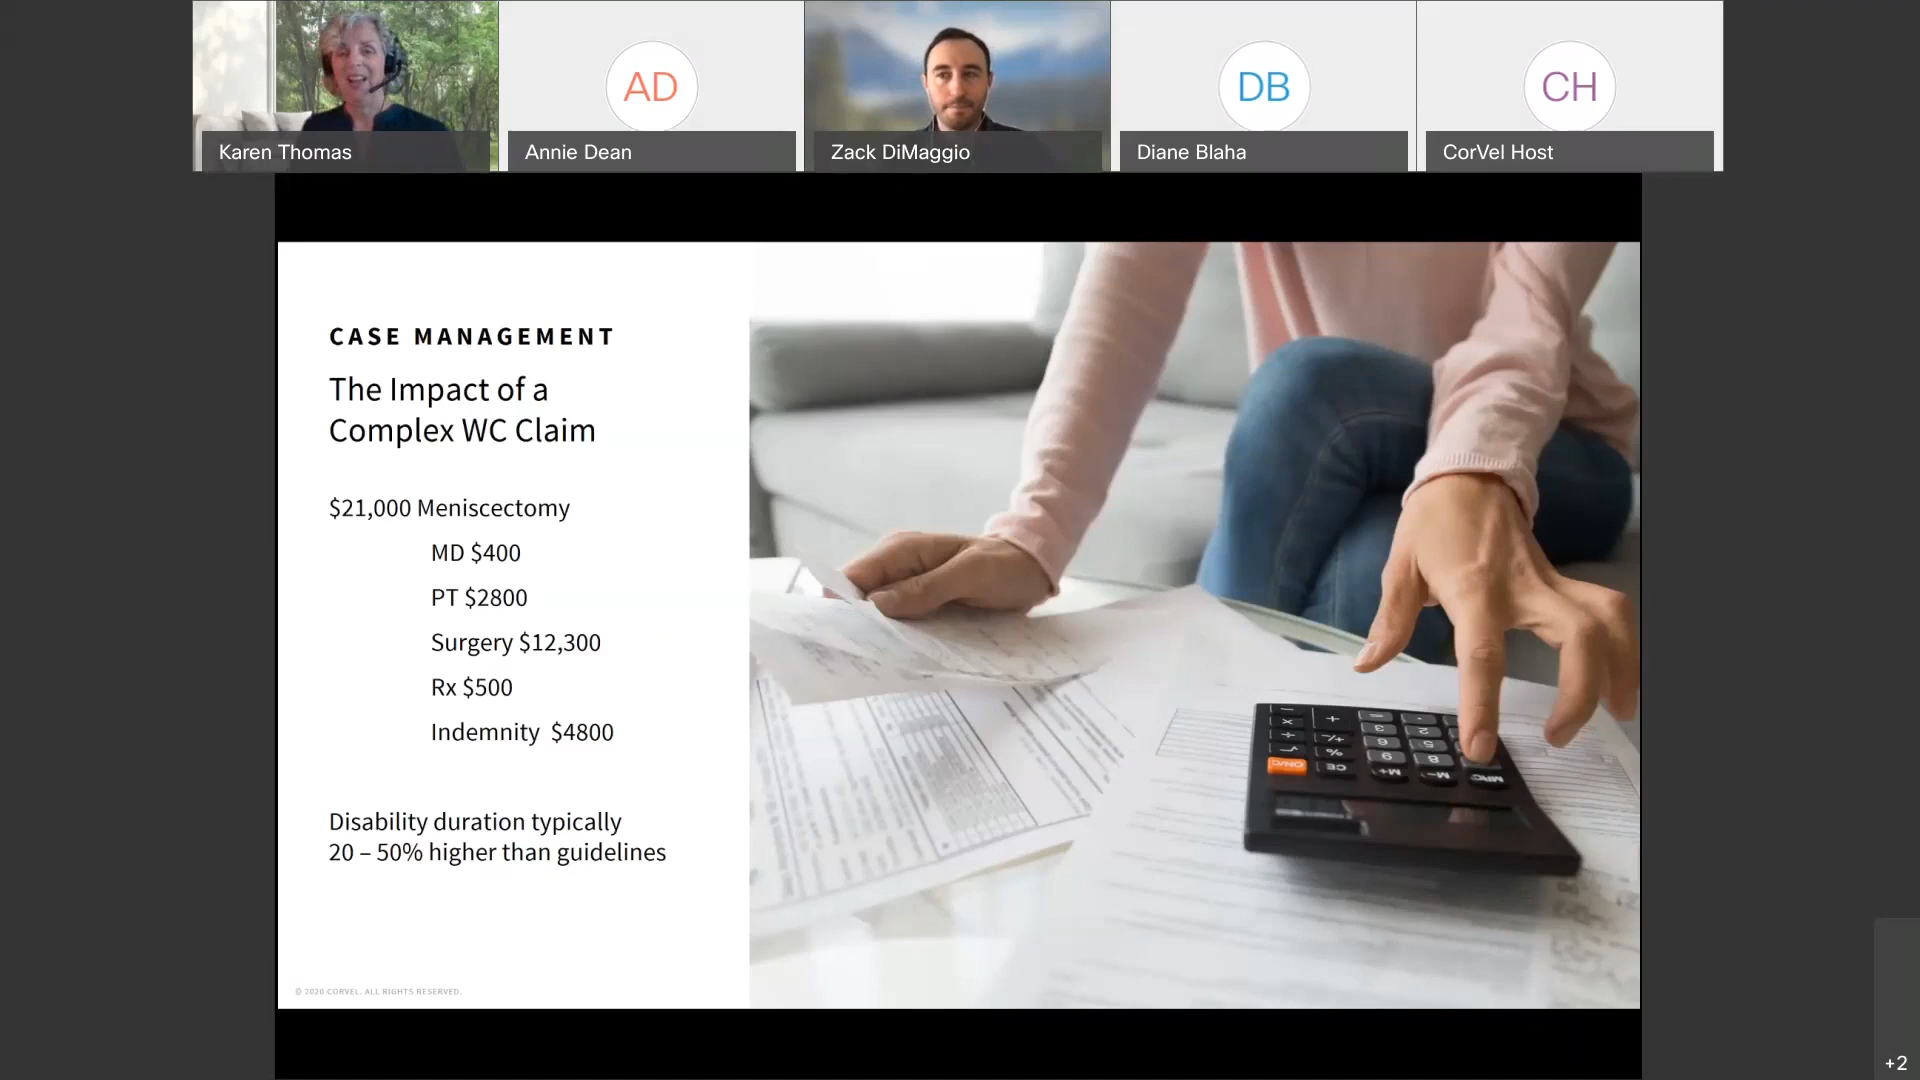 AD
DB
CH
Karen Thomas
Annie Dean
Zack DiMaggio
Diane Blaha
CorVel Host
CASE MANAGEMENT
The Impact of a
Complex WC Claim
$21,000 Meniscectomy
MD $400
PT $2800
Surgery $12,300
Rx $500
Indemnity $4800
Disability duration typically
20 – 50% higher than guidelines
© 2020 CORVEL. ALL RIGHTS RESERVED.
+2